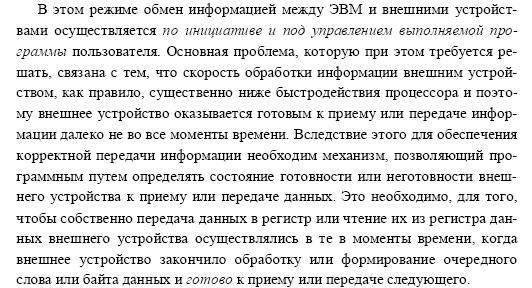 В этом режиме обмен информацией между ЭВМ и внешними устройст-
вами осуществляется по инициативе и под управлением выполняемой про-
граммы пользователя. Основная проблема, которую при этом требуется ре-
шать, связана с тем, что скорость обработки информации внешним устрой-
ством, как правило, существенно ниже быстродействия процессора и поэто-
му внешнее устройство оказывается готовым к приему или передаче инфор-
мации далеко не во все моменты времени. Вследствие этого для обеспечения
корректной передачи информации необходим механизм, позволяющий про-
граммным путем определять состояние готовности или неготовности внеш-
него устройства к приему или передаче данных. Это необходимо, для того,
чтобы собственно передача данных в регистр или чтение их из регистра дан-
ных внешнего устройства осуществлялись в те в моменты времени, когда
внешнее устройство закончило обработку или формирование очередного
слова или байта данных и готово к приему или передаче следующего.